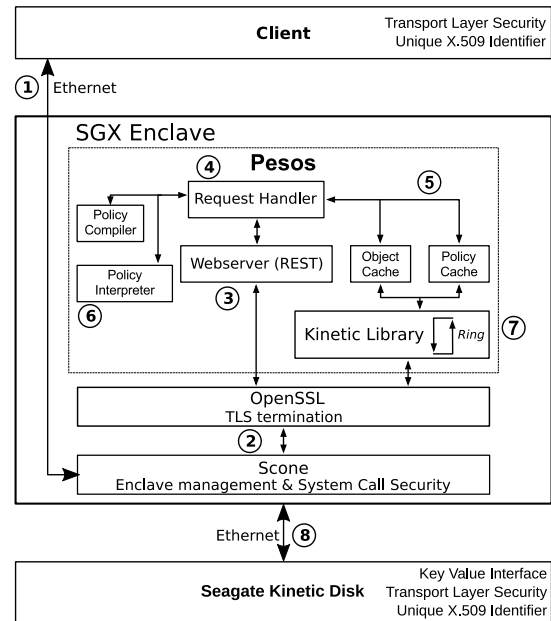 Client
Transport Layer Security
Unique X.509 Identifier
1
Ethernet
SGX Enclave
Pesos
4
Request Handler
5
Policy
Compiler
Webserver (REST)
Object
Cache
Policy
Cache
Policy
Interpreter
6
3
Kinetic Library
Ring
7
OpenSSL
TLS termination
2
Scone
Enclave management & System Call Security
Ethernet
8
Seagate Kinetic Disk
Key Value Interface
Transport Layer Security
Unique X.509 Identifier